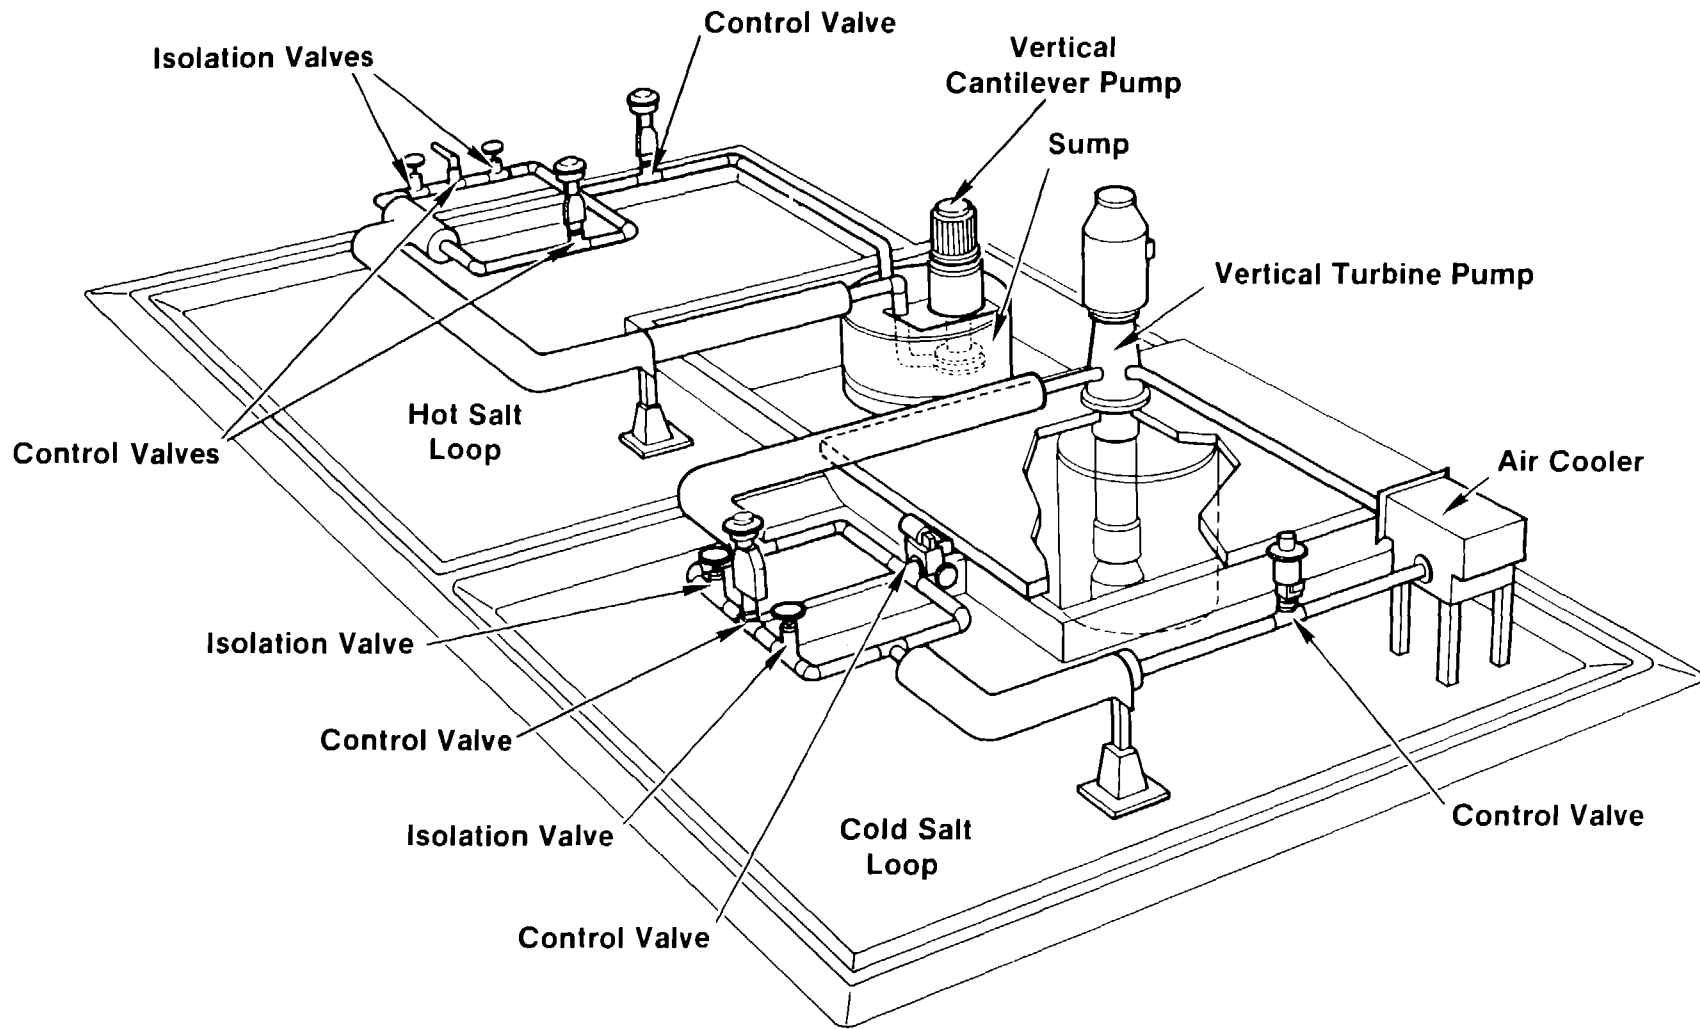 Control Valve
Isolation Valves
Vertical
Cantilever Pump
Sump
Vertical Turbine Pump
Hot Salt
Loop
Control Valves
Air Cooler
Isolation Valve
Control Valve
Isolation Valve
Cold Salt
Loop
Control Valve
Control Valve